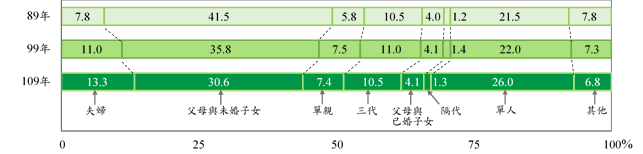 89年 7.8 41.5 5.8 10.5 4.0 1.2 21.5 7.8
99年 11.0 35.8 7.5 11.0 4.1 1.4 22.0 7.3
109年 13.3 30.6 7.4 10.5 4.1 1.3 26.0 6.8
夫婦 父母與未婚子女 單親 三代 父母與 隔代 單人 其他
已婚子女
0 25 50 75 100%